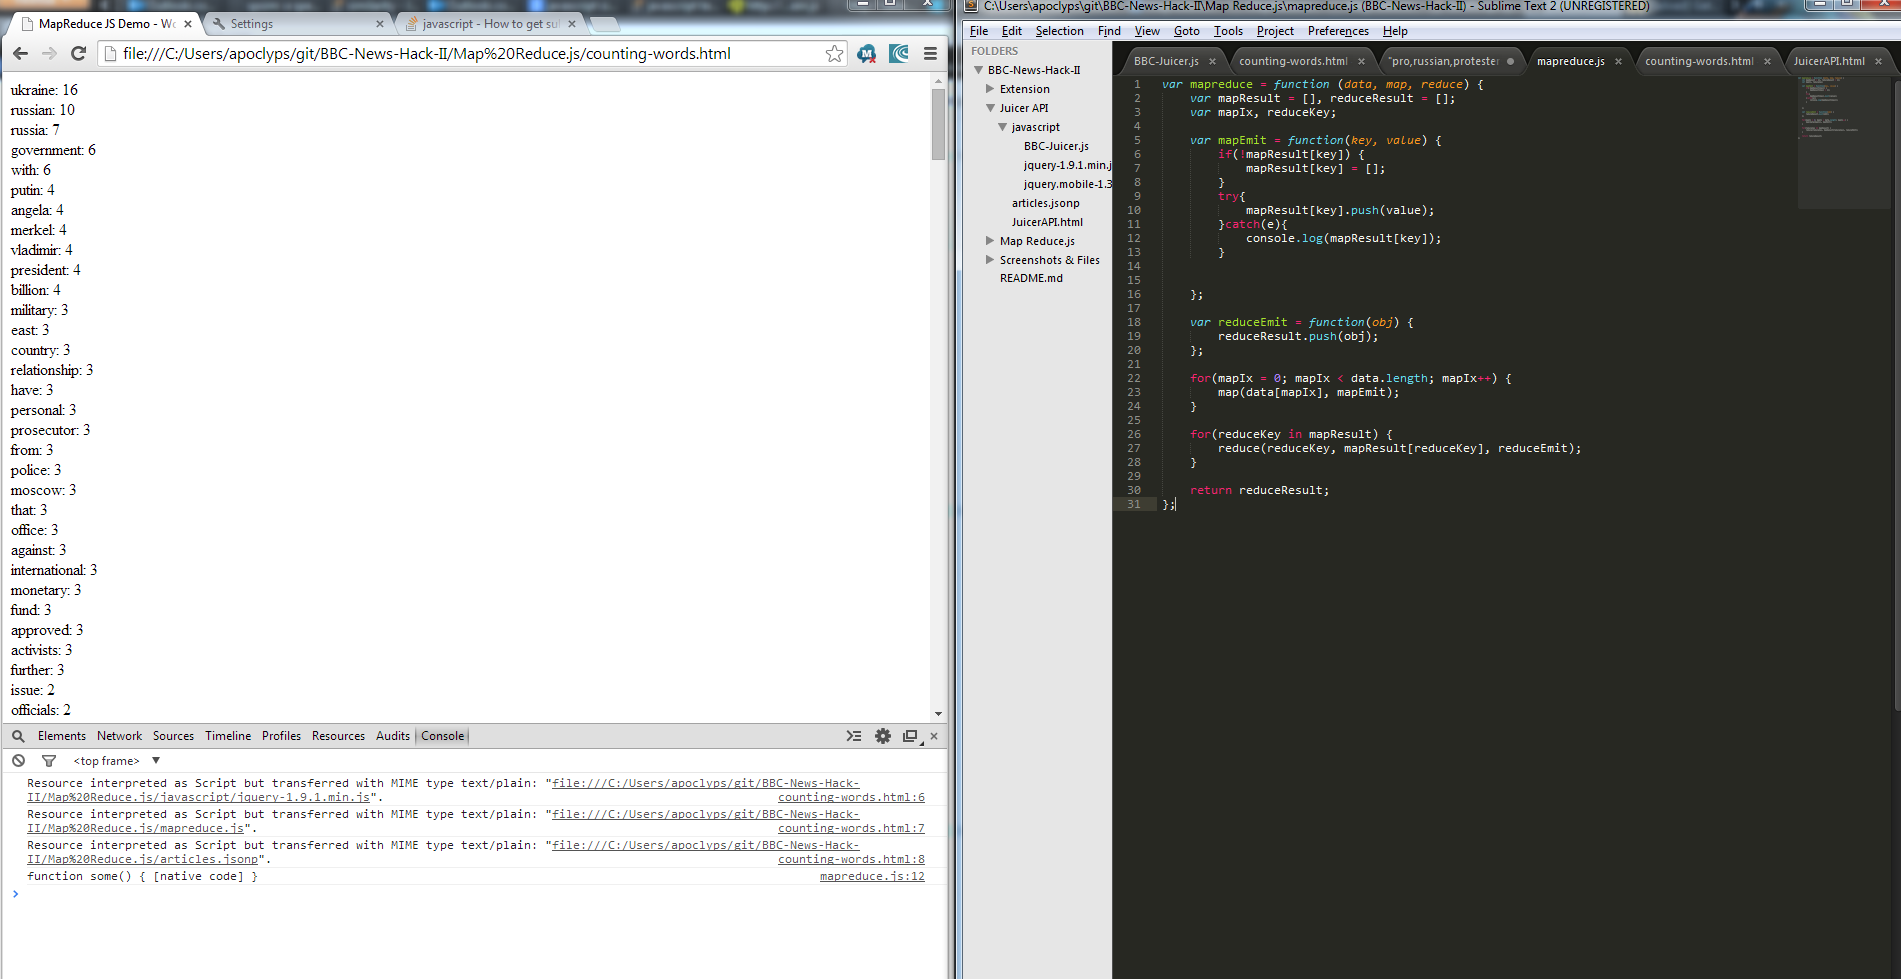 MapReduce JS Demo - Wo
Settings
javascript - How to get su
file:///C:/Users/apoclyps/git/BBC-News-Hack-II/Map%20Reduce.js/counting-words.html
ukraine: 16
russian: 10
russia: 7
government: 6
with: 6
putin: 4
angela: 4
merkel: 4
vladimir: 4
president: 4
billion: 4
military: 3
east: 3
country: 3
relationship: 3
have: 3
personal: 3
prosecutor: 3
from: 3
police: 3
moscow: 3
that: 3
office: 3
against: 3
international: 3
monetary: 3
fund: 3
approved: 3
activists: 3
further: 3
issue: 2
officials: 2
Elements Network Sources Timeline Profiles Resources Audits Console
<top frame>
Resource interpreted as Script but transferred with MIME type text/plain: "file:///C:/Users/apoclyps/git/BBC-News-Hack-
II/Map%20Reduce.js/javascript/jquery-1.9.1.min.js". counting-words.html:6
Resource interpreted as Script but transferred with MIME type text/plain: "file:///C:/Users/apoclyps/git/BBC-News-Hack-
II/Map%20Reduce.js/mapreduce.js". counting-words.html:7
Resource interpreted as Script but transferred with MIME type text/plain: "file:///C:/Users/apoclyps/git/BBC-News-Hack-
II/Map%20Reduce.js/articles.jsonp". counting-words.html:8
function some() { [native code] } mapreduce.js:12
C:\Users\apoclyps\git\BBC-News-Hack-II\Map Reduce.js\mapreduce.js (BBC-News-Hack-II) - Sublime Text 2 (UNREGISTERED)
File Edit Selection Find View Goto Tools Project Preferences Help
FOLDERS
BBC-News-Hack-II
Extension
Juicer API
javascript
BBC-Juicer.js
jquery-1.9.1.min.j
jquery.mobile-1.3
articles.jsonp
JuicerAPI.html
Map Reduce.js
Screenshots & Files
README.md
BBC-Juicer.js counting-words.html "pro,russian,protester mapreduce.js counting-words.html JuicerAPI.html
1 var mapreduce = function (data, map, reduce) {
2 var mapResult = [], reduceResult = [];
3 var mapIx, reduceKey;
4
5 var mapEmit = function(key, value) {
6 if(!mapResult[key]) {
7 mapResult[key] = [];
8 }
9 try{
10 mapResult[key].push(value);
11 }catch(e){
12 console.log(mapResult[key]);
13 }
14
15
16 };
17
18 var reduceEmit = function(obj) {
19 reduceResult.push(obj);
20 };
21
22 for(mapIx = 0; mapIx < data.length; mapIx++) {
23 map(data[mapIx], mapEmit);
24 }
25
26 for(reduceKey in mapResult) {
27 reduce(reduceKey, mapResult[reduceKey], reduceEmit);
28 }
29
30 return reduceResult;
31 };